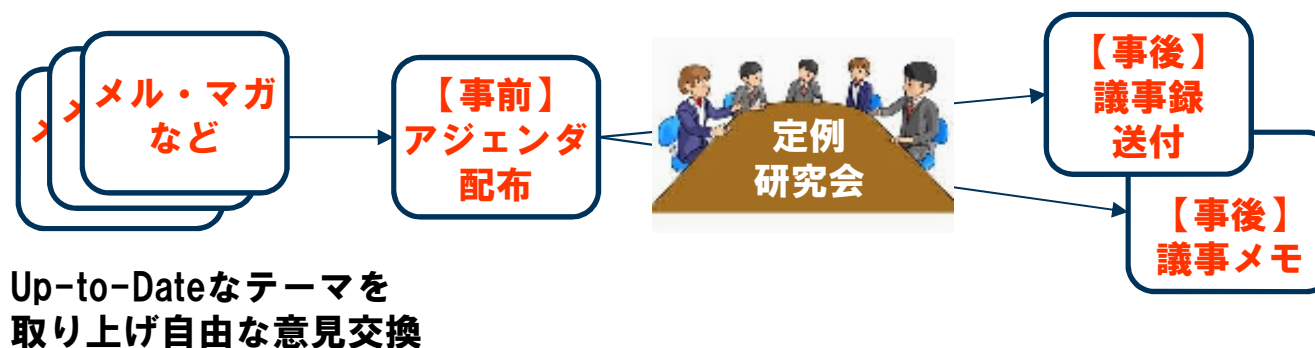 メル・マガ
など
【事前】
アジェンダ
配布
定例
研究会
【事後】
議事録
送付
【事後】
議事メモ
Up-to-Dateなテーマを
取り上げ自由な意見交換